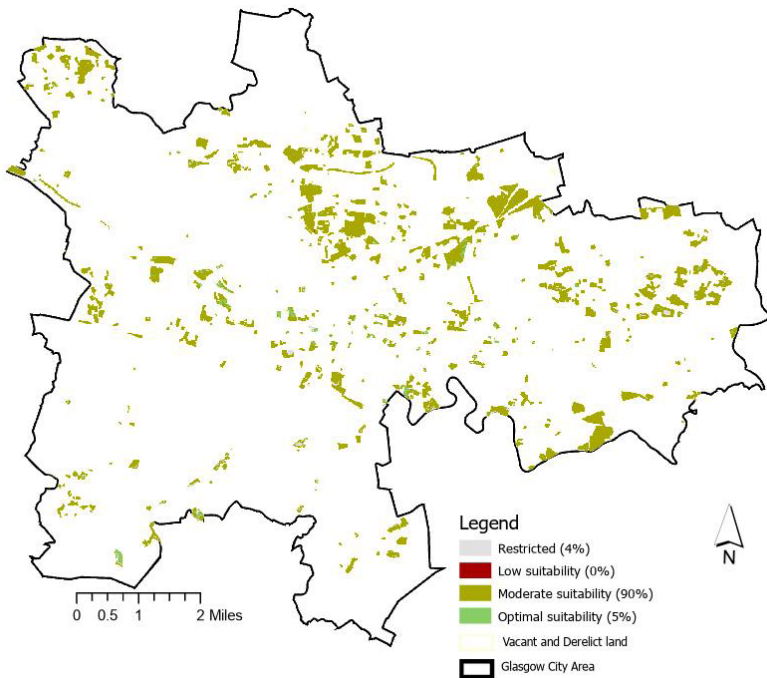 Legend
Restricted (4%)
Low suitability (0%)
Moderate suitability (90%)
Optimal suitability (5%)
Vacant and Derelict land
Glasgow City Area
N
0 0.5 1 2 Miles